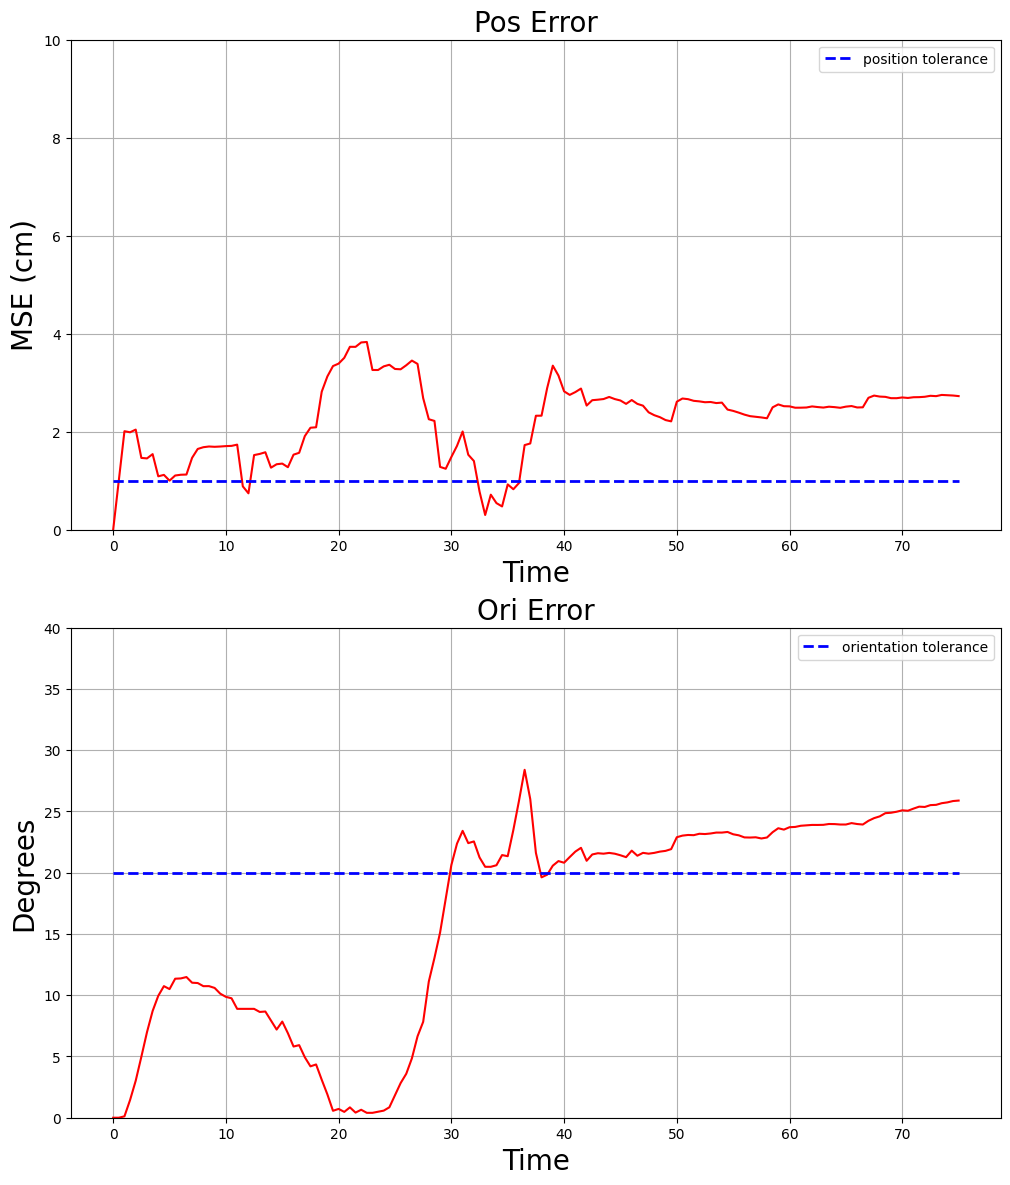 Pos Error
10
position tolerance
8
6
MSE (cm)
4
2
0
0 10 20 30 40 50 60 70
Time
Ori Error
40
orientation tolerance
35
30
25
Degrees
20
15
10
5
0
0 10 20 30 40 50 60 70
Time